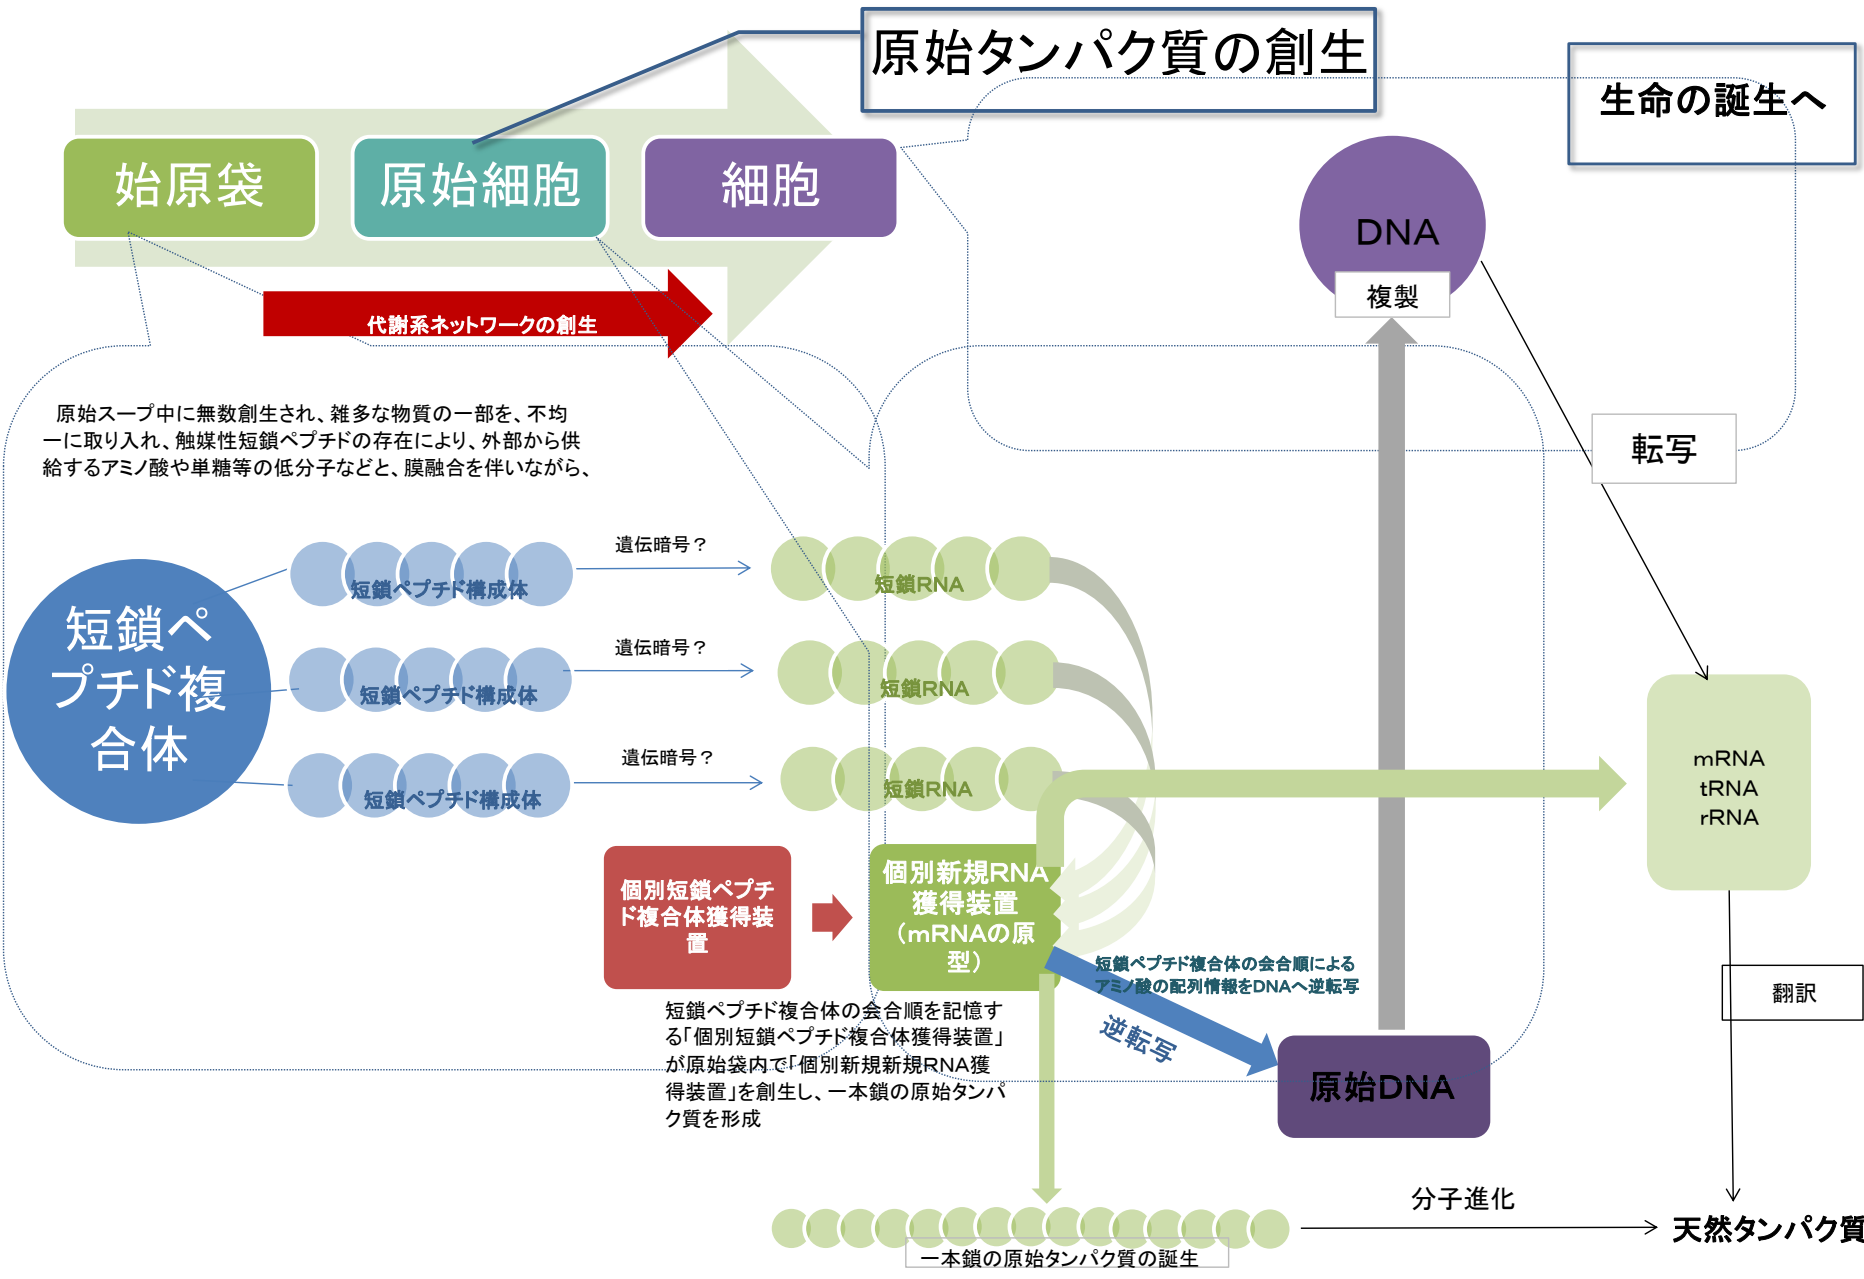 原始タンパク質の創生
生命の誕生へ
始原袋
原始細胞
細胞
代謝系ネットワークの創生
DNA
複製
転写
原始スープ中に無数創生され、雑多な物質の一部を、不均
一に取り入れ、触媒性短鎖ペプチドの存在により、外部から供
給するアミノ酸や単糖等の低分子などと、膜融合を伴いながら、
短鎖ペ
プチド複
合体
短鎖ペプチド構成体
遺伝暗号？
短鎖RNA
短鎖ペプチド構成体
遺伝暗号？
短鎖RNA
短鎖ペプチド構成体
遺伝暗号？
短鎖RNA
mRNA
tRNA
rRNA
個別短鎖ペプチ
ド複合体獲得装
置
個別新規RNA
獲得装置
（mRNAの原
型）
短鎖ペプチド複合体の会合順による
アミノ酸の配列情報をDNAへ逆転写
逆転写
翻訳
短鎖ペプチド複合体の会合順を記憶す
る「個別短鎖ペプチド複合体獲得装置」
が原始袋内で「個別新規新規RNA獲
得装置」を創生し、一本鎖の原始タンパ
ク質を形成
原始DNA
分子進化
天然タンパク質
一本鎖の原始タンパク質の誕生